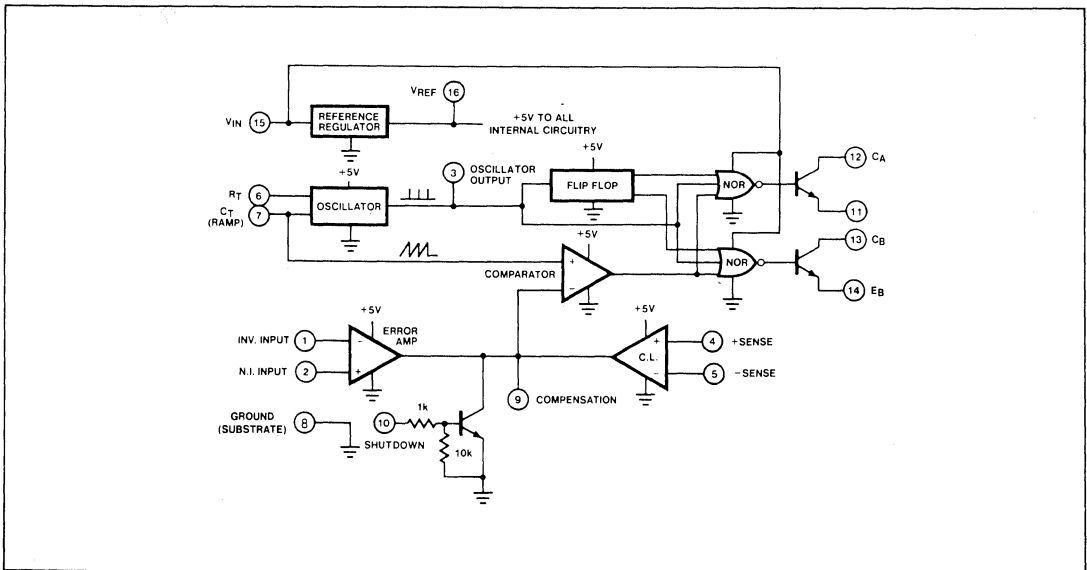 VREF 16
VIN 15
REFERENCE
REGULATOR
+5V TO ALL
INTERNAL CIRCUITRY
+5V
+5V
3 OSCILLATOR
OUTPUT
RT 6
CT 7
(RAMP)
OSCILLATOR
FLIP FLOP
NOR
12 CA
11
+5V
13 CB
NOR
14 EB
COMPARATOR
+
−
+5V
ERROR
AMP
+5V
INV. INPUT 1
−
N.I. INPUT 2
+
C.L.
+
−
4 +SENSE
5 −SENSE
9 COMPENSATION
GROUND
(SUBSTRATE)
8
10
SHUTDOWN
1k
10k